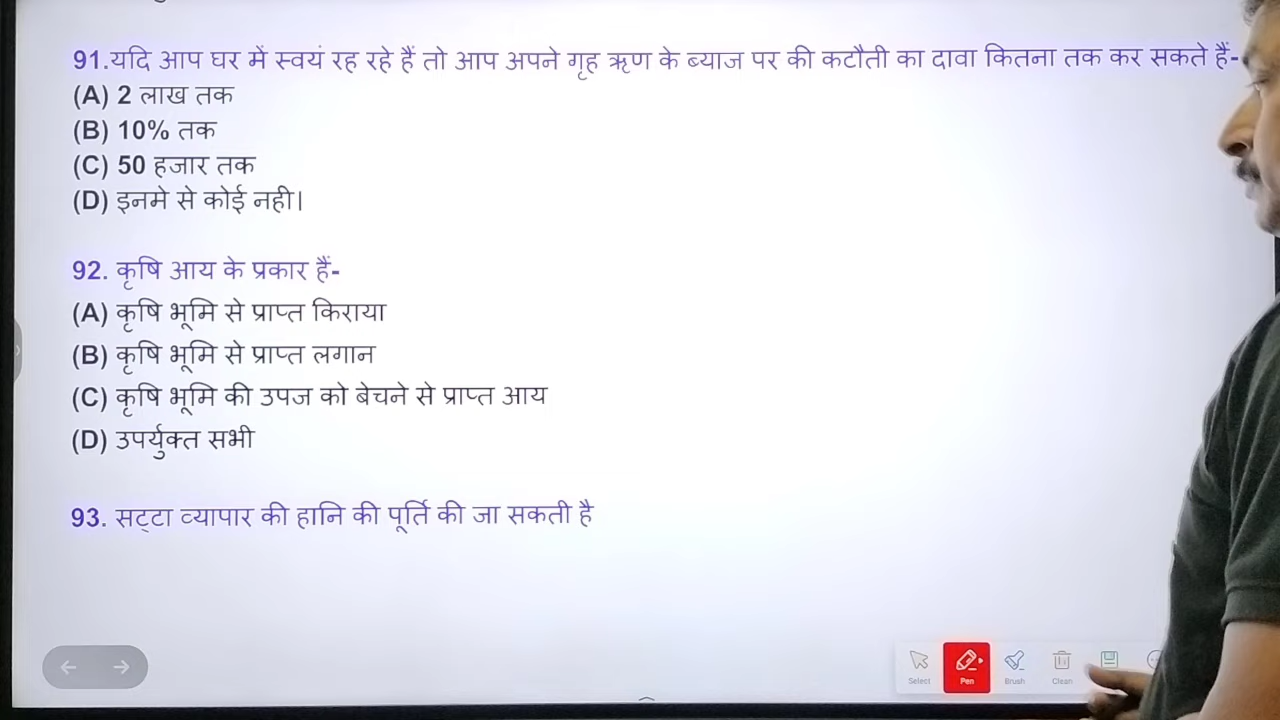 91.यदि आप घर में स्वयं रह रहे हैं तो आप अपने गृह ऋण के ब्याज पर की कटौती का दावा कितना तक कर सकते हैं-
(A) 2 लाख तक
(B) 10% तक
(C) 50 हजार तक
(D) इनमे से कोई नही।
92. कृषि आय के प्रकार हैं-
(A) कृषि भूमि से प्राप्त किराया
(B) कृषि भूमि से प्राप्त लगान
(C) कृषि भूमि की उपज को बेचने से प्राप्त आय
(D) उपर्युक्त सभी
93. सट्टा व्यापार की हानि की पूर्ति की जा सकती है
Select Pen Brush Clean